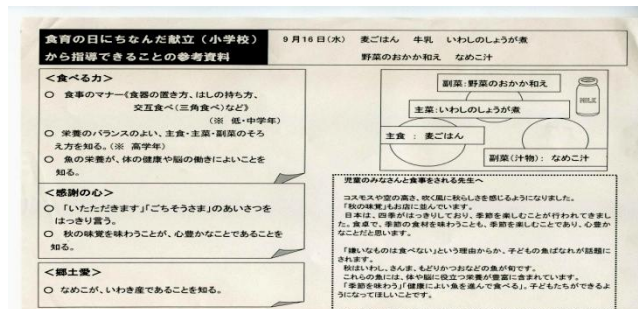 食育の日にちなんだ献立(小学校)
から指導できることの参考資料
9月16日(水) 麦ごはん 牛乳 いわしのしょうが煮
野菜のおかか和え なめこ汁
<食べる力>
○ 食事のマナー《食器の置き方、はしの持ち方、
交互食べ(三角食べ)など》
(※ 低・中学年)
○ 栄養のバランスのよい、主食・主菜・副菜のそろ
え方を知る。(※ 高学年)
○ 魚の栄養が、体の健康や脳の働きによいことを
知る。
<感謝の心>
○ 「いたただきます」「ごちそうさま」のあいさつを
はっきり言う。
○ 秋の味覚を味わうことが、心豊かなことであることを
知る。
<郷土愛>
○ なめこが、いわき産であることを知る。
副菜:野菜のおかか和え
MILK
主菜:いわしのしょうが煮
主食 : 麦ごはん
副菜(汁物): なめこ汁
児童のみなさんと食事をされる先生へ
コスモスや空の高さ、吹く風に秋らしさを感じるようになりました。
「秋の味覚」もお店に並んでいます。
日本は、四季がはっきりしており、季節を楽しむことが行われてきまし
た。食卓で、季節の食材を味わうことも、季節を楽しむことであり、心豊か
なことだと思います。
「嫌いなものは食べない」という理由からか、子どもの魚ばなれが話題に
されます。
秋はいわし、さんま、もどりかつおなどの魚が旬です。
これらの魚には、体や脳に役立つ栄養が豊富に含まれています。
「季節を味わう」「健康によい魚を進んで食べる」。子どもたちができるよ
うになってほしいことです。